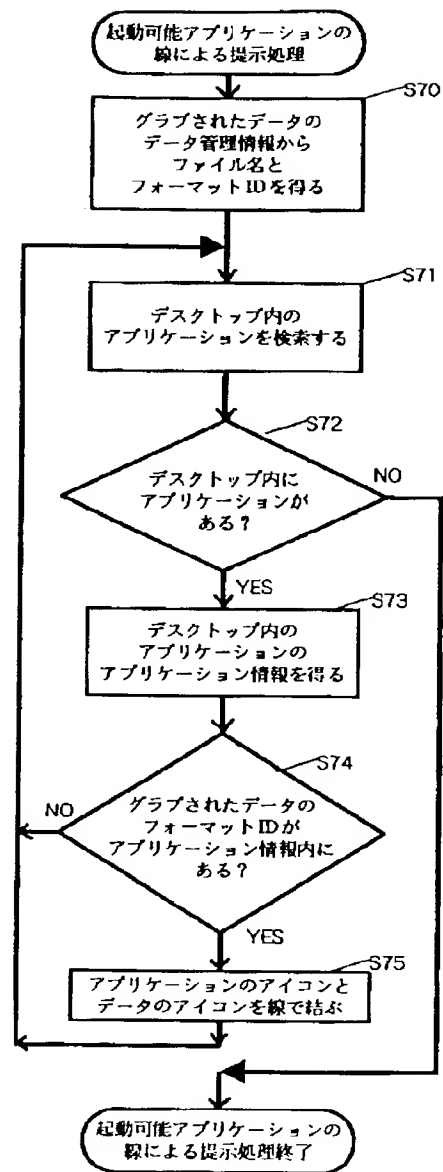 起動可能アプリケーションの
線による提示処理
S70
グラブされたデータの
データ管理情報から
ファイル名と
フォーマットIDを得る
S71
デスクトップ内の
アプリケーションを検索する
S72
デスクトップ内に
アプリケーションが
ある?
NO
YES
S73
デスクトップ内の
アプリケーションの
アプリケーション情報を得る
S74
NO
グラブされたデータの
フォーマットIDが
アプリケーション情報内に
ある?
YES
S75
アプリケーションのアイコンと
データのアイコンを線で結ぶ
起動可能アプリケーションの
線による提示処理終了